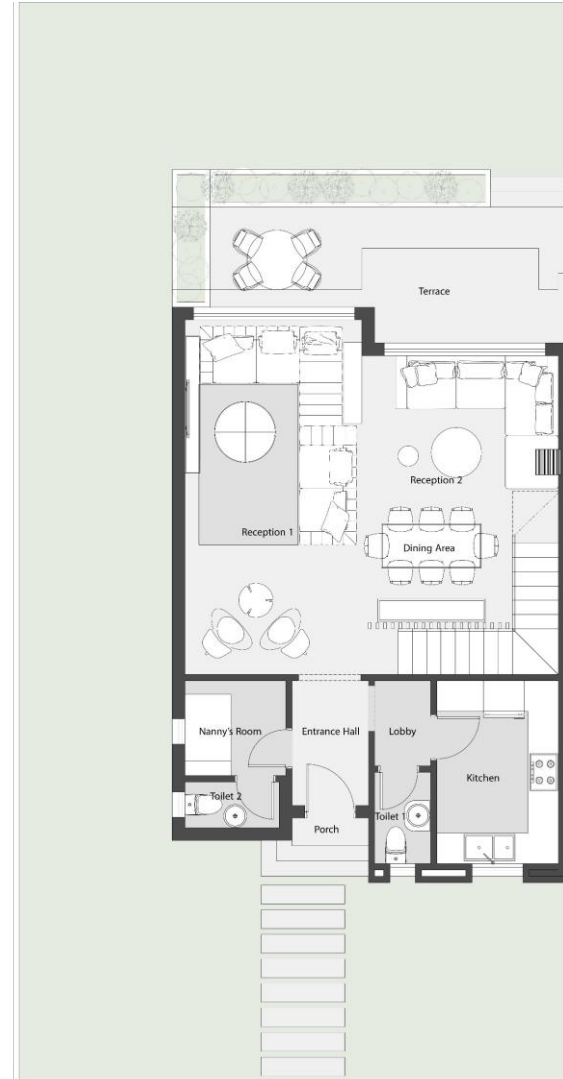 Terrace
Reception 2
Reception 1
Dining Area
Nanny's Room
Entrance Hall
Lobby
Kitchen
Toilet 2
Toilet 1
Porch